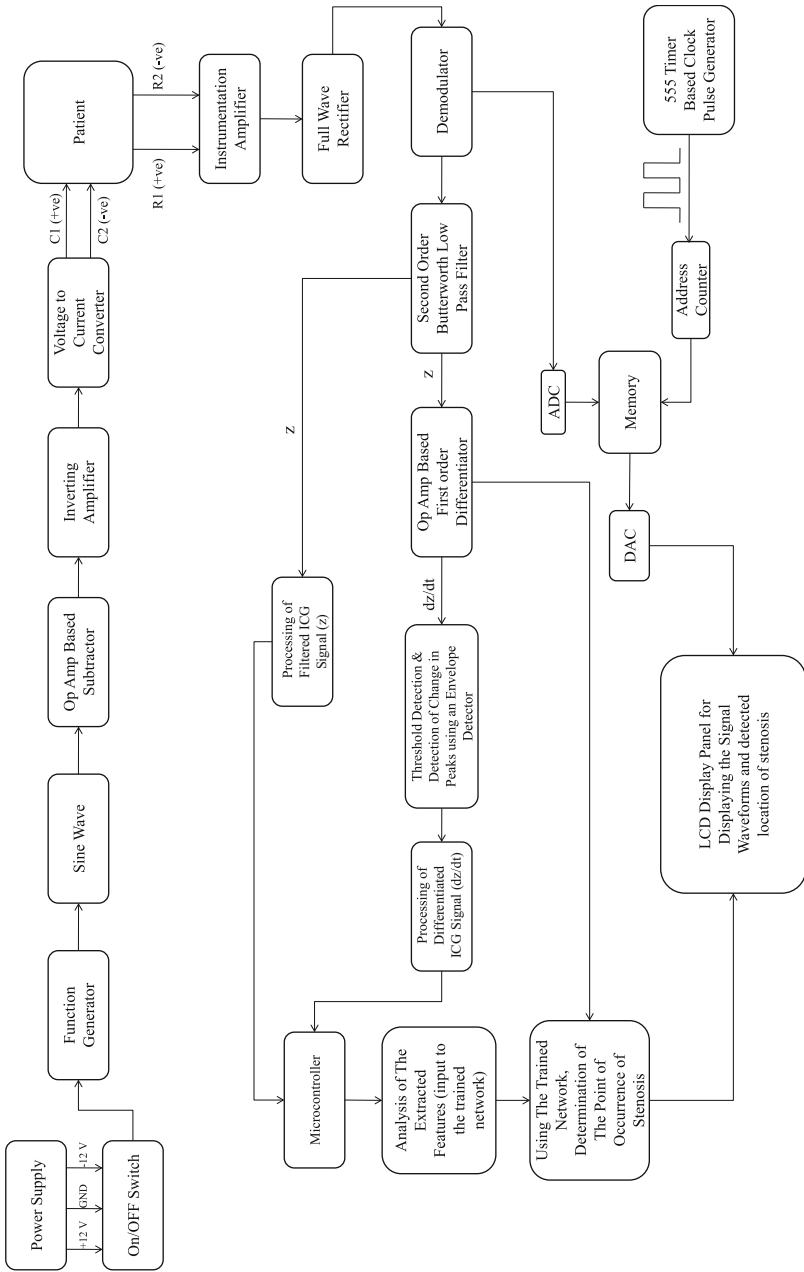 Power Supply
+12 V
GND
-12 V
On/OFF Switch
Function
Generator
Sine Wave
Op Amp Based
Subtractor
Inverting
Amplifier
Voltage to
Current
Converter
C1 (+ve)
C2 (-ve)
Patient
R1 (+ve)
R2 (-ve)
Instrumentation
Amplifier
Full Wave
Rectifier
Demodulator
Second Order
Butterworth Low
Pass Filter
z
z
Op Amp Based
First order
Differentiator
dz/dt
Processing of
Filtered ICG
Signal (z)
Threshold Detection &
Detection of Change in
Peaks using an Envelope
Detector
Processing of
Differentiated
ICG Signal (dz/dt)
Microcontroller
Analysis of The
Extracted
Features (input to
the trained
network)
Using The Trained
Network,
Determination of
The Point of
Occurrence of
Stenosis
555 Timer
Based Clock
Pulse Generator
Address
Counter
ADC
Memory
DAC
LCD Display Panel for
Displaying the Signal
Waveforms and detected
location of stenosis